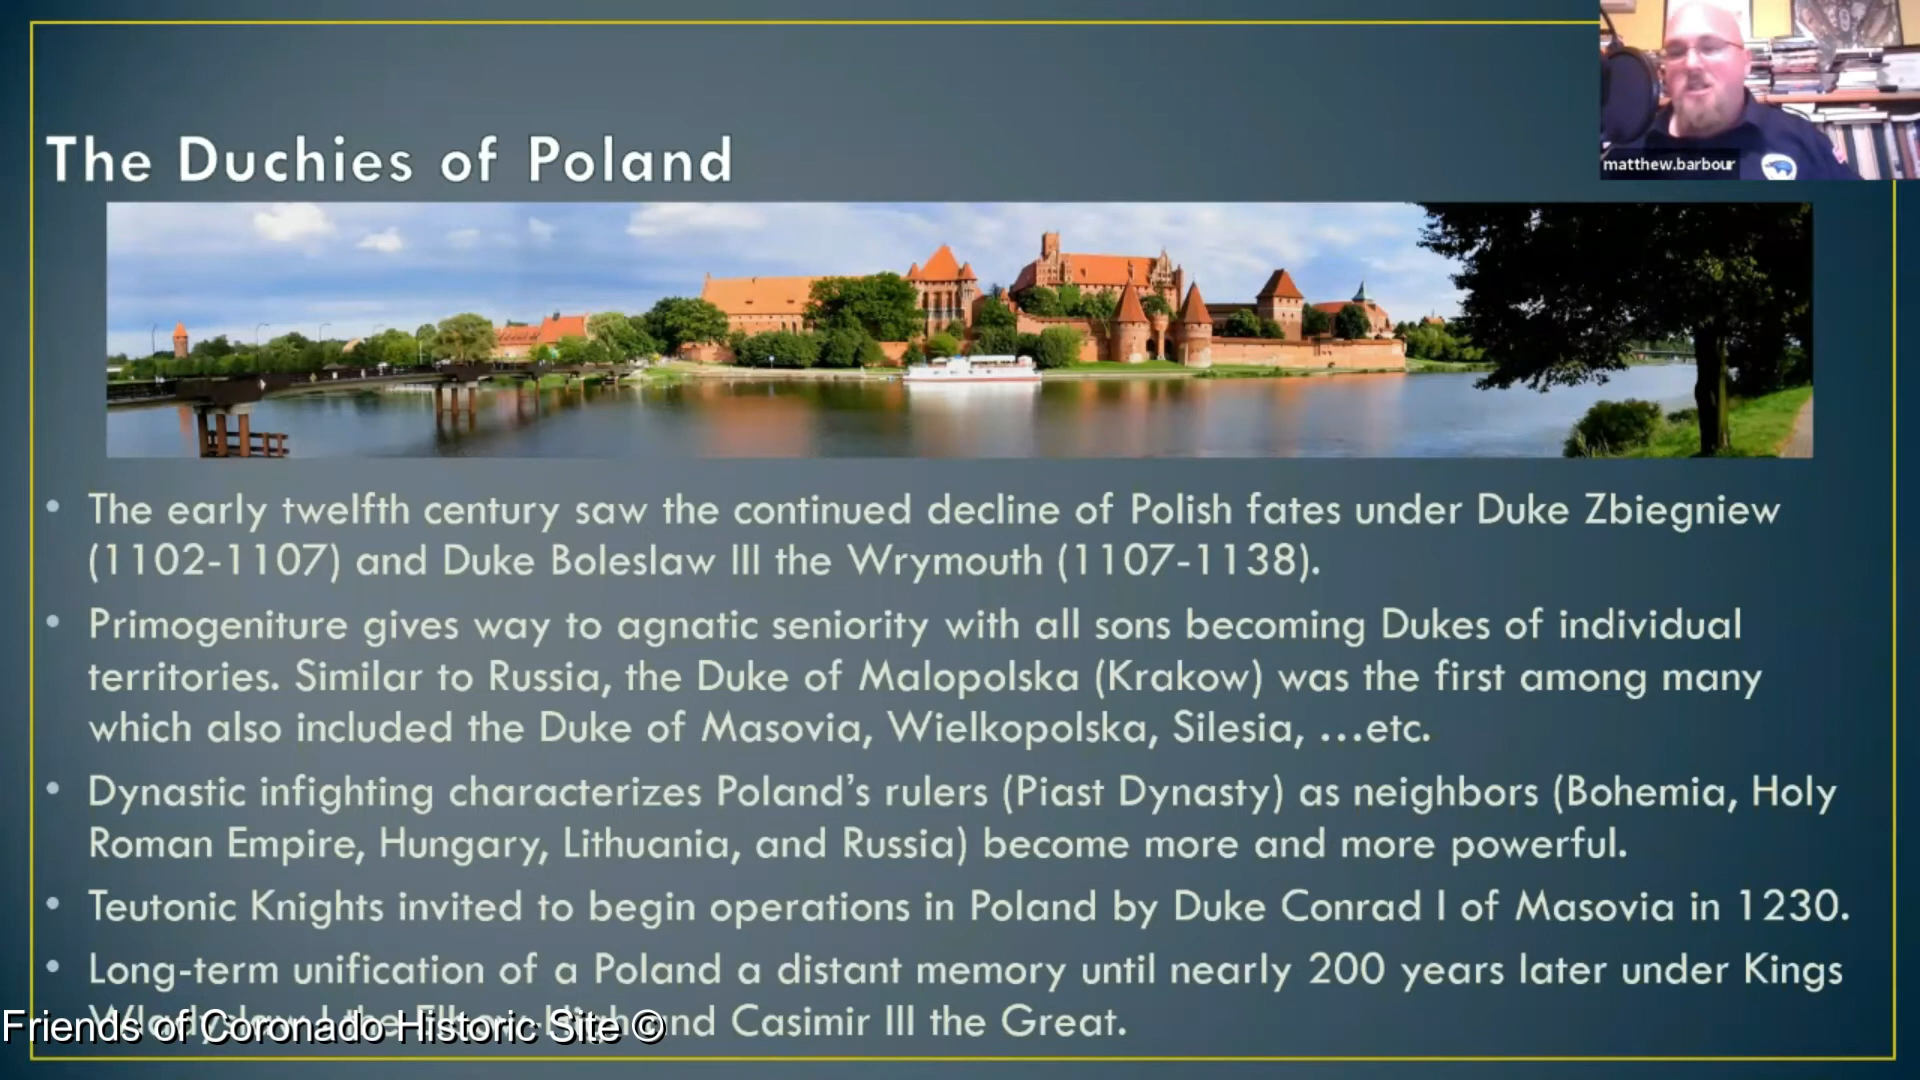 matthew.barbour
The Duchies of Poland
• The early twelfth century saw the continued decline of Polish fates under Duke Zbiegniew
(1102-1107) and Duke Boleslaw III the Wrymouth (1107-1138).
• Primogeniture gives way to agnatic seniority with all sons becoming Dukes of individual
territories. Similar to Russia, the Duke of Malopolska (Krakow) was the first among many
which also included the Duke of Masovia, Wielkopolska, Silesia, ...etc.
• Dynastic infighting characterizes Poland's rulers (Piast Dynasty) as neighbors (Bohemia, Holy
Roman Empire, Hungary, Lithuania, and Russia) become more and more powerful.
• Teutonic Knights invited to begin operations in Poland by Duke Conrad I of Masovia in 1230.
• Long-term unification of a Poland a distant memory until nearly 200 years later under Kings
and Casimir III the Great.
Friends of Coronado Historic Site ©